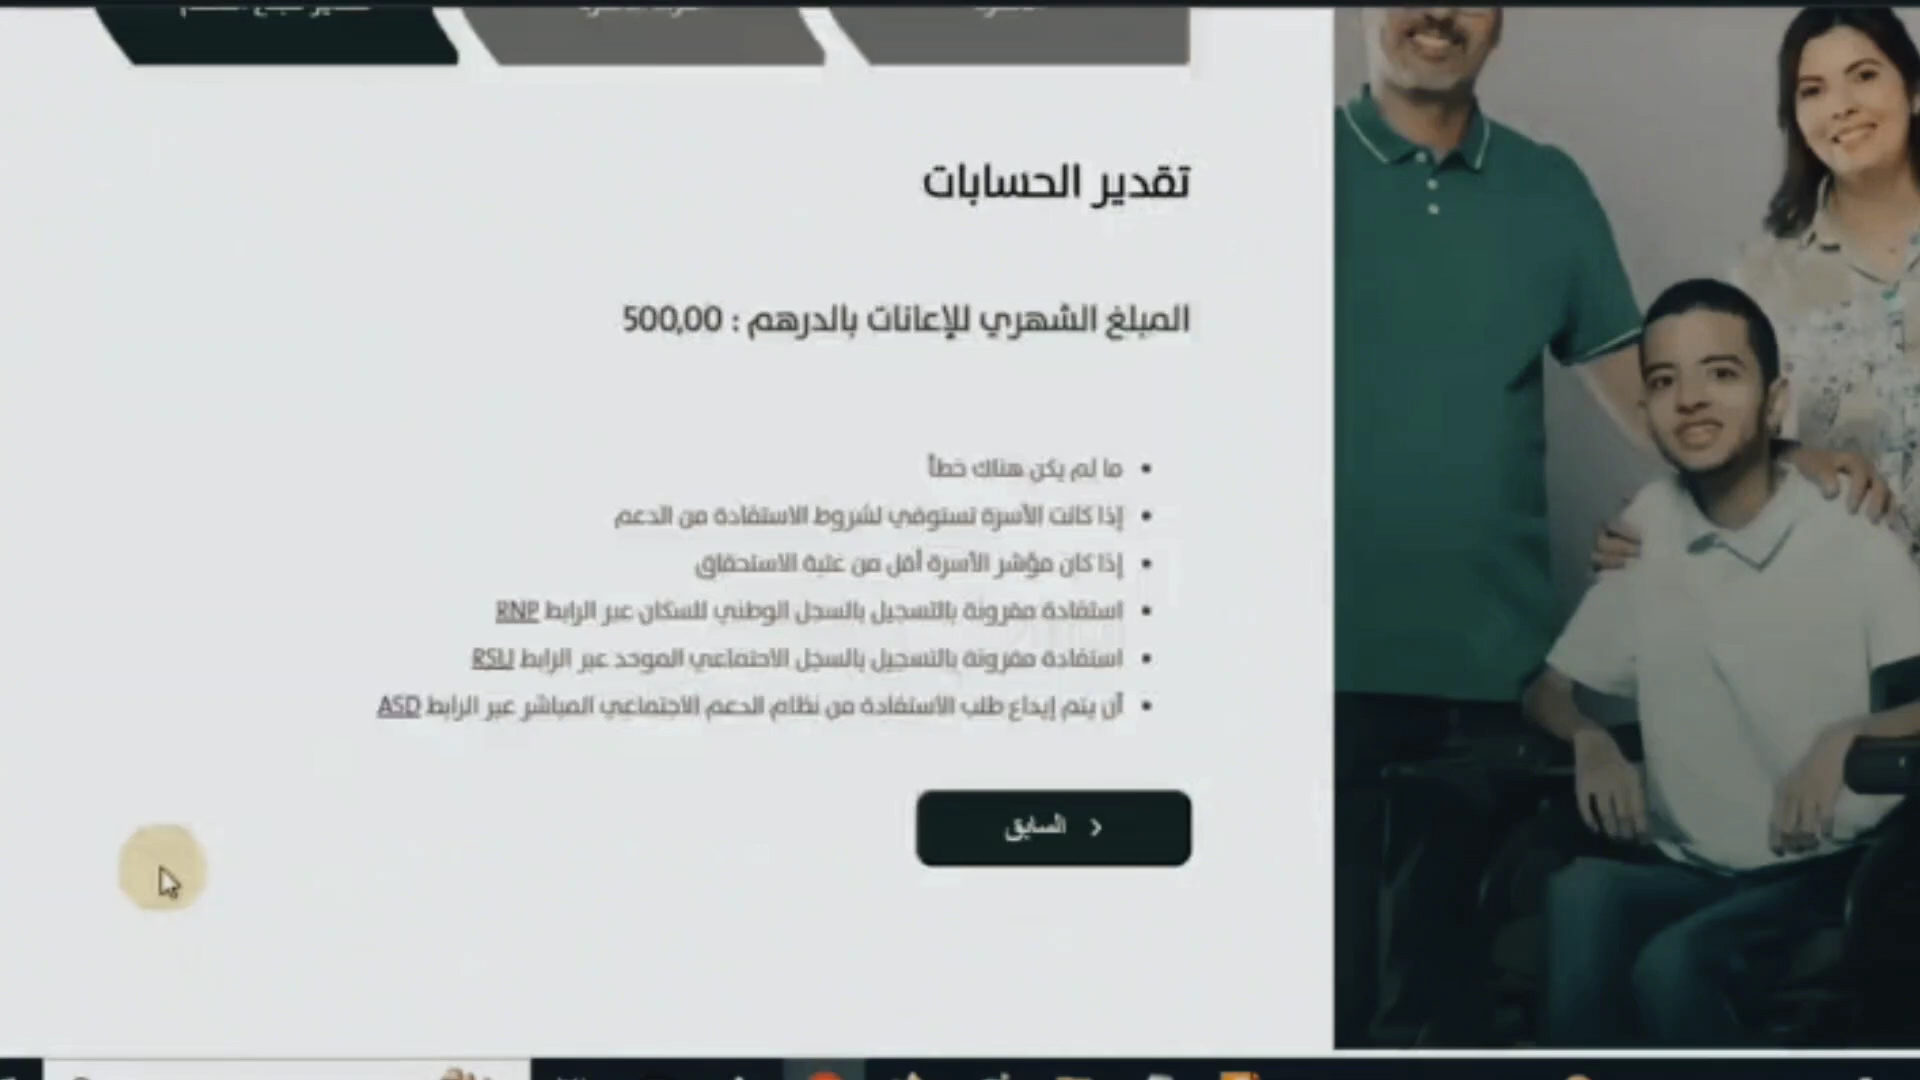 تقدير الحسابات
المبلغ الشهري للإعانات بالدرهم : 500,00
ما لم يكن هناك خطأ
إذا كانت الأسرة تستوفي لشروط الاستفادة من الدعم
إذا كان مؤشر الأسرة أقل من عتبة الاستحقاق
استفادة مقرونة بالتسجيل بالسجل الوطني للسكان عبر الرابط RNP
استفادة مقرونة بالتسجيل بالسجل الاجتماعي الموحد عبر الرابط RSU
أن يتم إيداع طلب الاستفادة من نظام الدعم الاجتماعي المباشر عبر الرابط ASD
السابق